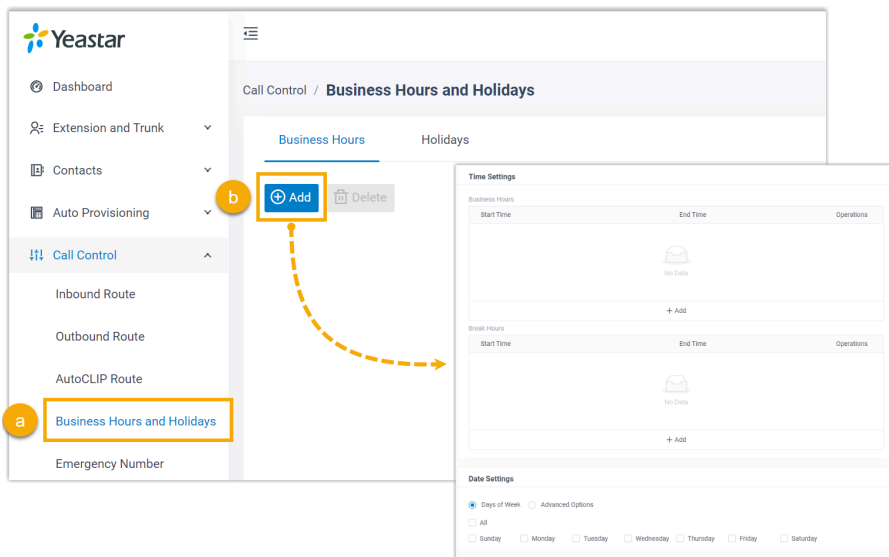 Yeastar
Dashboard
Extension and Trunk
Contacts
Auto Provisioning
Call Control
Inbound Route
Outbound Route
AutoCLIP Route
a
Business Hours and Holidays
Emergency Number
Call Control / Business Hours and Holidays
Business Hours Holidays
b
Add Delete
Time Settings
Business Hours
Start Time End Time Operations
No Data
+ Add
Break Hours
Start Time End Time Operations
No Data
+ Add
Date Settings
Days of Week Advanced Options
All
Sunday Monday Tuesday Wednesday Thursday Friday Saturday